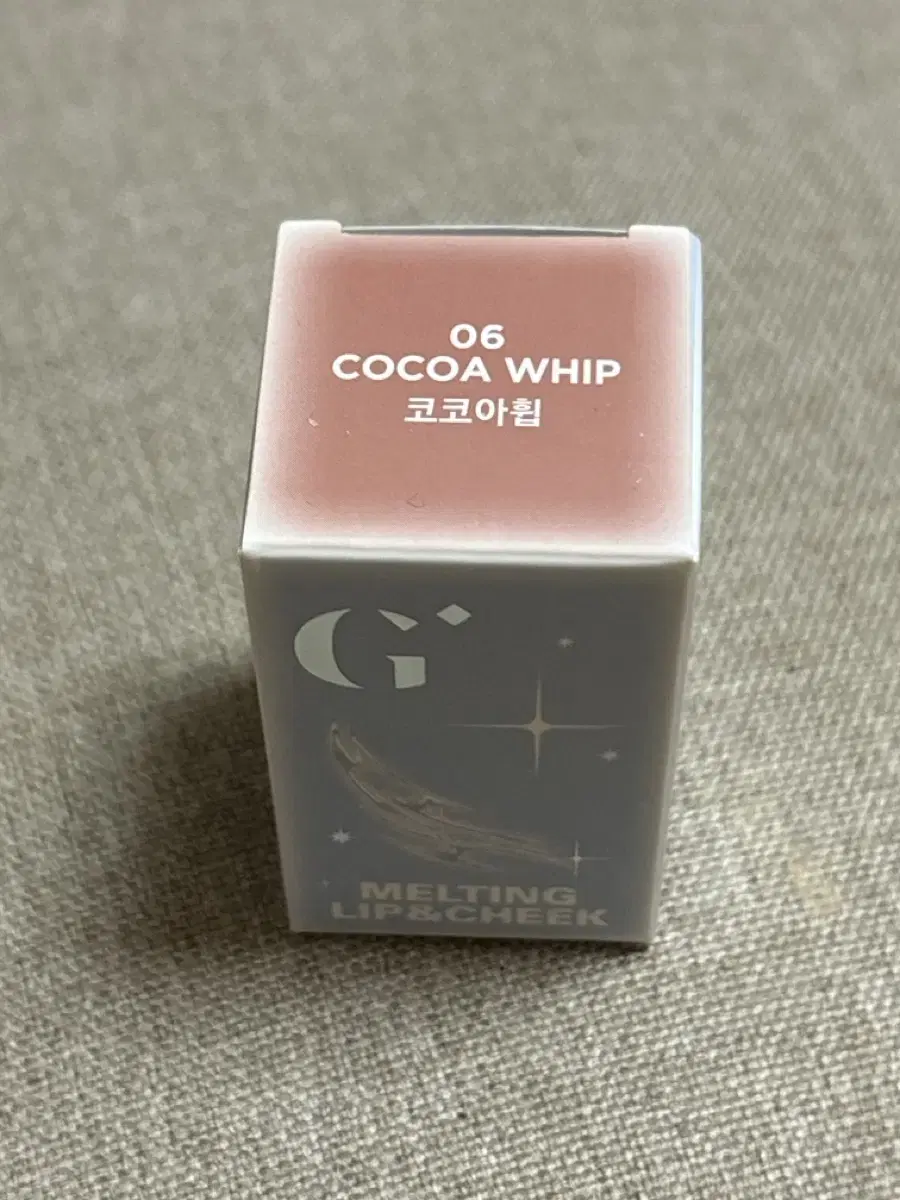 06
COCOA WHIP
코코아휩
G
MELTING
LIP&CHEEK